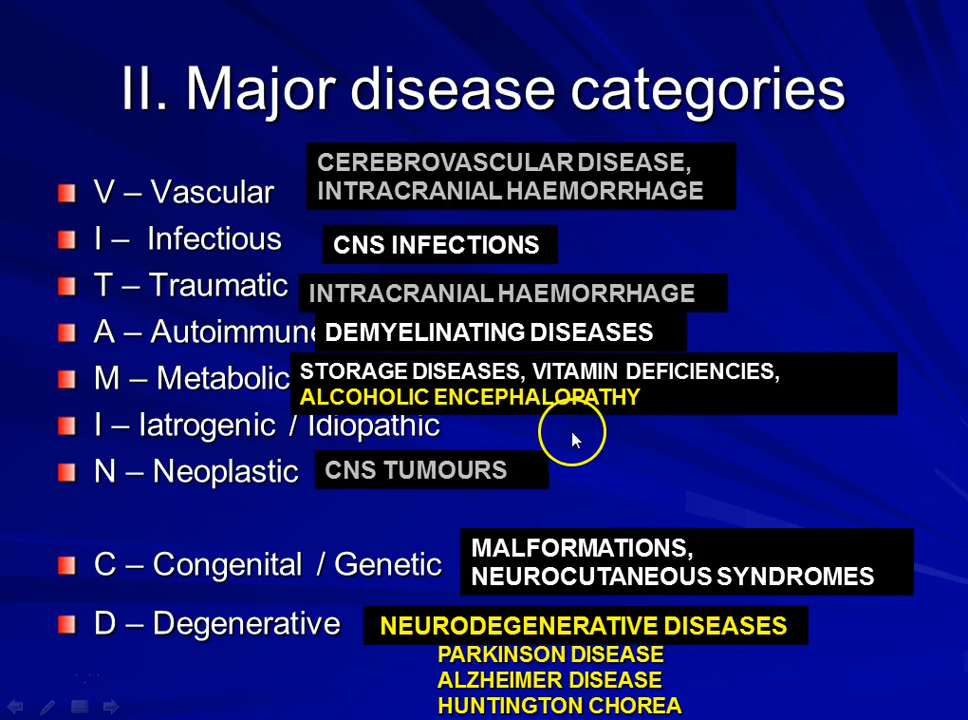 II. Major disease categories
V – Vascular
CEREBROVASCULAR DISEASE,
INTRACRANIAL HAEMORRHAGE
I – Infectious
CNS INFECTIONS
T – Traumatic
INTRACRANIAL HAEMORRHAGE
A – Autoimmune
DEMYELINATING DISEASES
M – Metabolic
STORAGE DISEASES, VITAMIN DEFICIENCIES,
ALCOHOLIC ENCEPHALOPATHY
I – Iatrogenic / Idiopathic
N – Neoplastic
CNS TUMOURS
C – Congenital / Genetic
MALFORMATIONS,
NEUROCUTANEOUS SYNDROMES
D – Degenerative
NEURODEGENERATIVE DISEASES
PARKINSON DISEASE
ALZHEIMER DISEASE
HUNTINGTON CHOREA